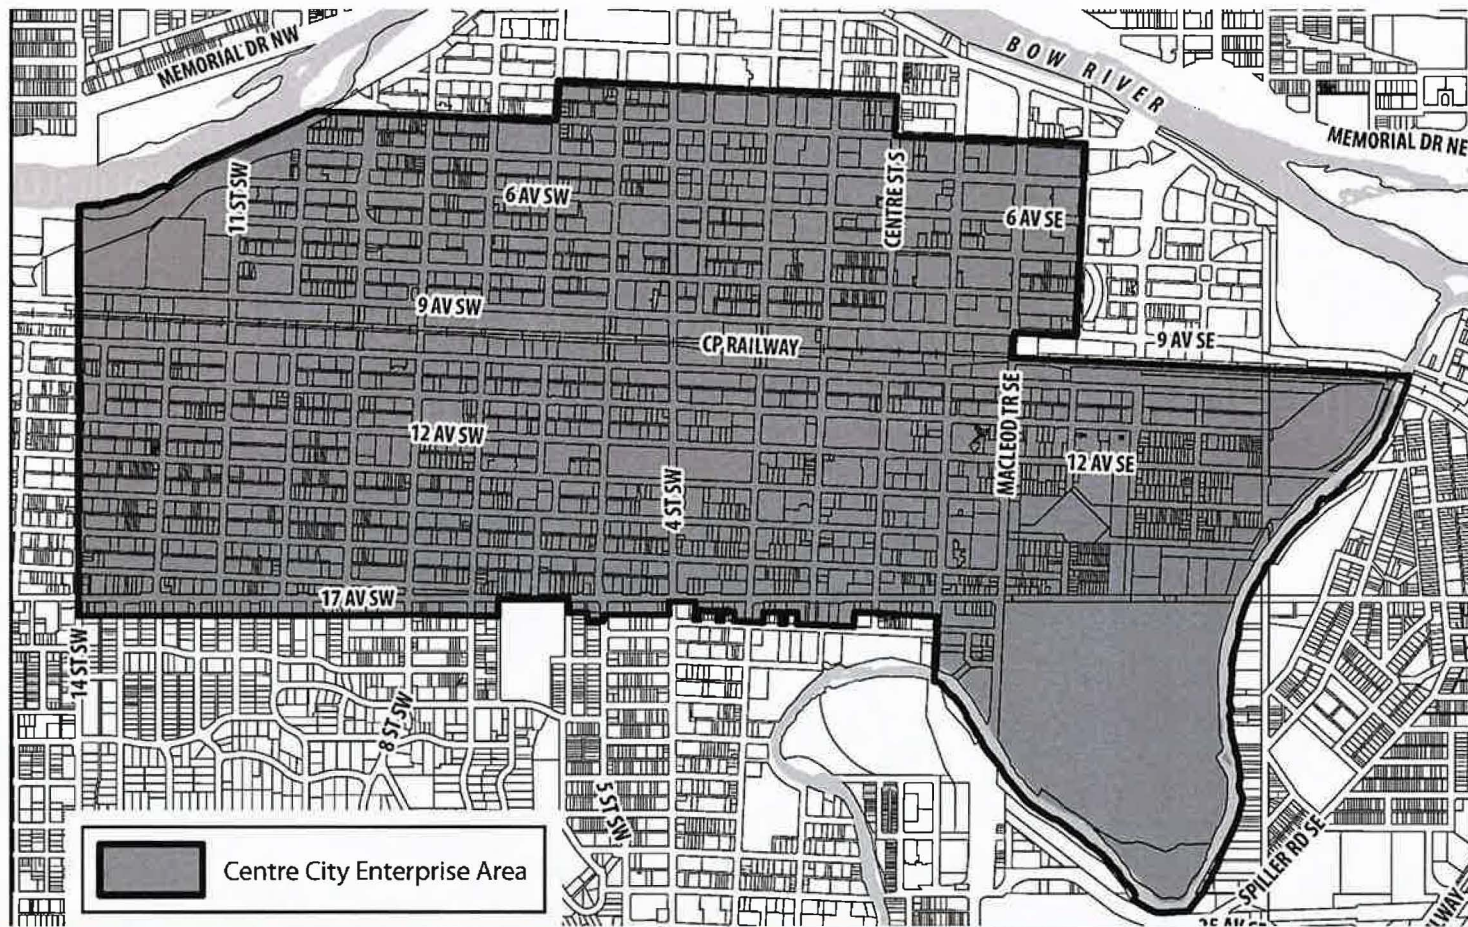 MEMORIAL DR NW
BOW RIVER
MEMORIAL DR NE
11 ST SW
6 AV SW
CENTRE ST S
6 AV SE
9 AV SW
CP RAILWAY
9 AV SE
12 AV SW
4 ST SW
MACLEOD TR SE
12 AV SE
17 AV SW
14 ST SW
8 ST SW
5 ST SW
SPILLER RD SE
Centre City Enterprise Area